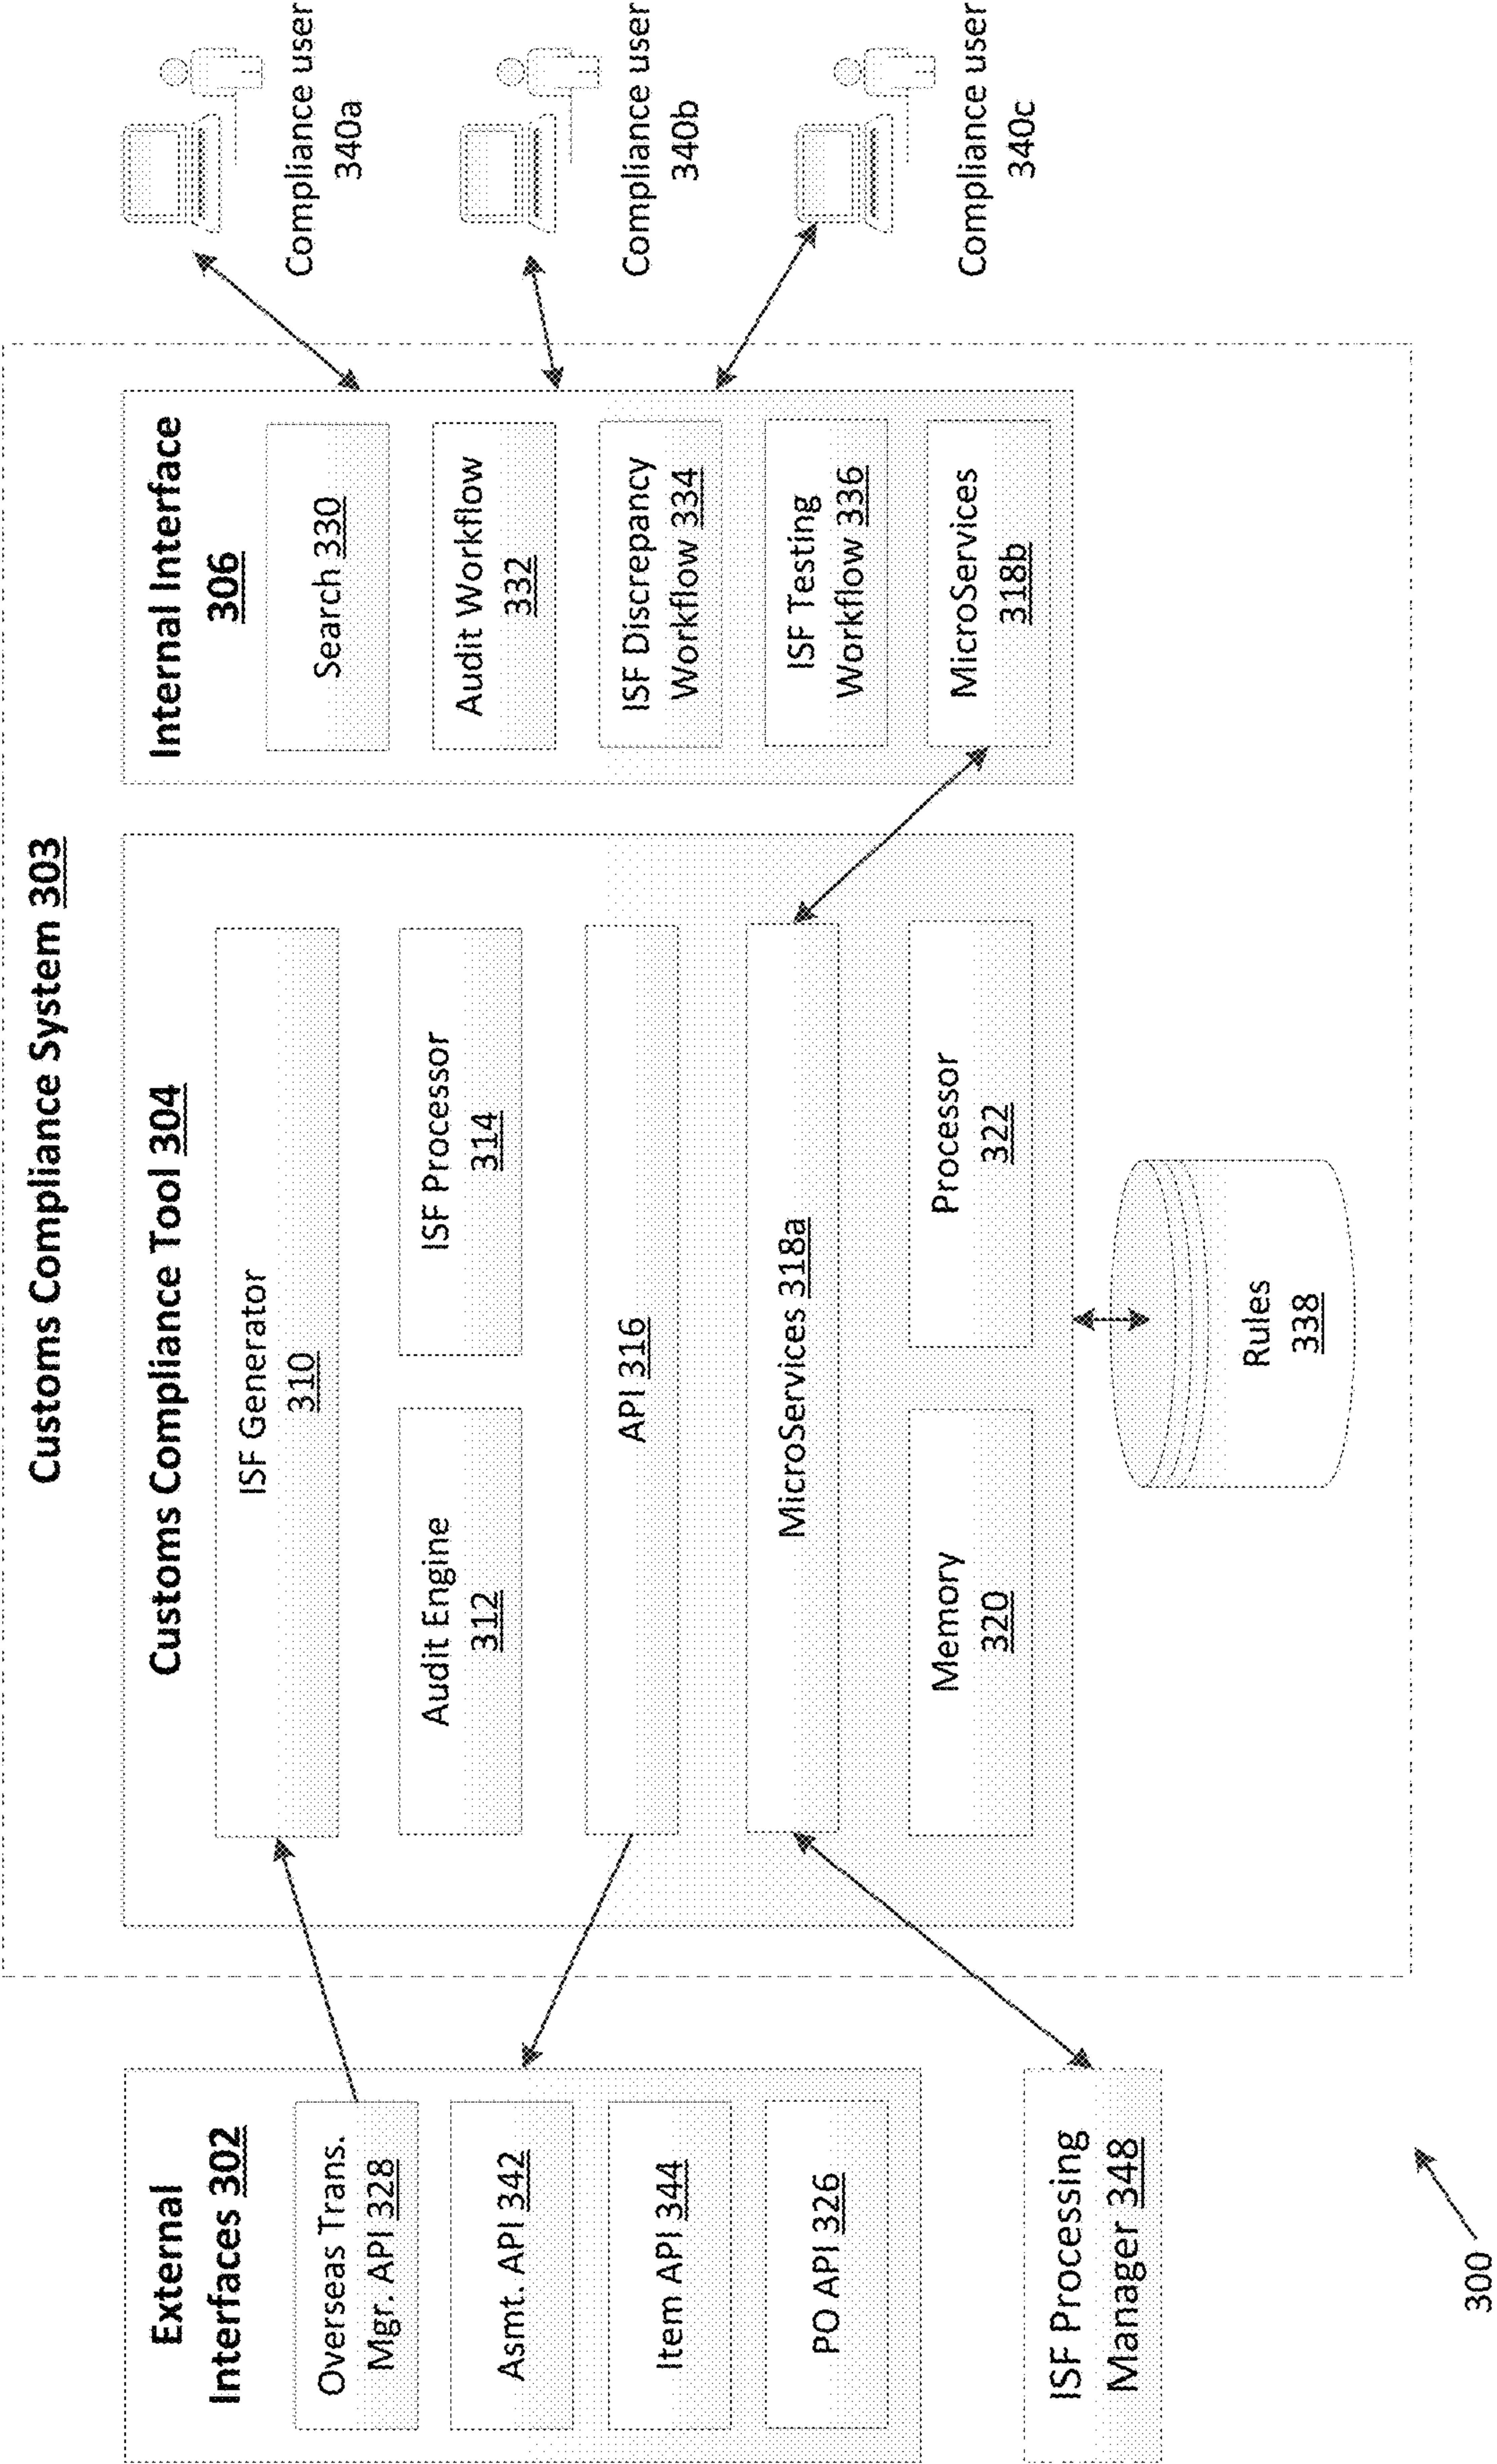 Customs Compliance System 303
External
Interfaces 302
Overseas Trans.
Mgr. API 328
Asmt. API 342
Item API 344
PO API 326
ISF Processing
Manager 348
Customs Compliance Tool 304
ISF Generator
310
Audit Engine
312
ISF Processor
314
API 316
MicroServices 318a
Memory
320
Processor
322
Rules
338
Internal Interface
306
Search 330
Audit Workflow
332
ISF Discrepancy
Workflow 334
ISF Testing
Workflow 336
MicroServices
318b
Compliance user
340a
Compliance user
340b
Compliance user
340c
300